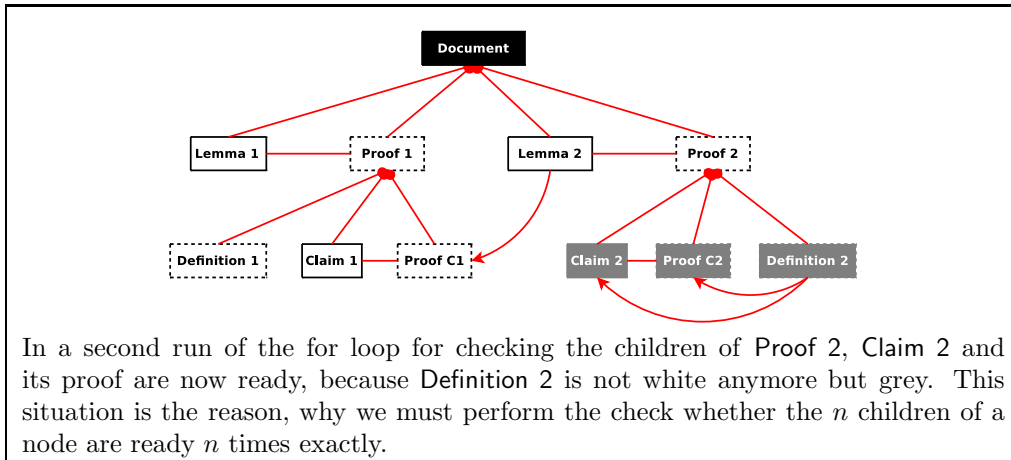 Document
Lemma 1 Proof 1 Lemma 2 Proof 2
Definition 1 Claim 1 Proof C1 Claim 2 Proof C2 Definition 2
In a second run of the for loop for checking the children of Proof 2, Claim 2 and
its proof are now ready, because Definition 2 is not white anymore but grey. This
situation is the reason, why we must perform the check whether the n children of a
node are ready n times exactly.